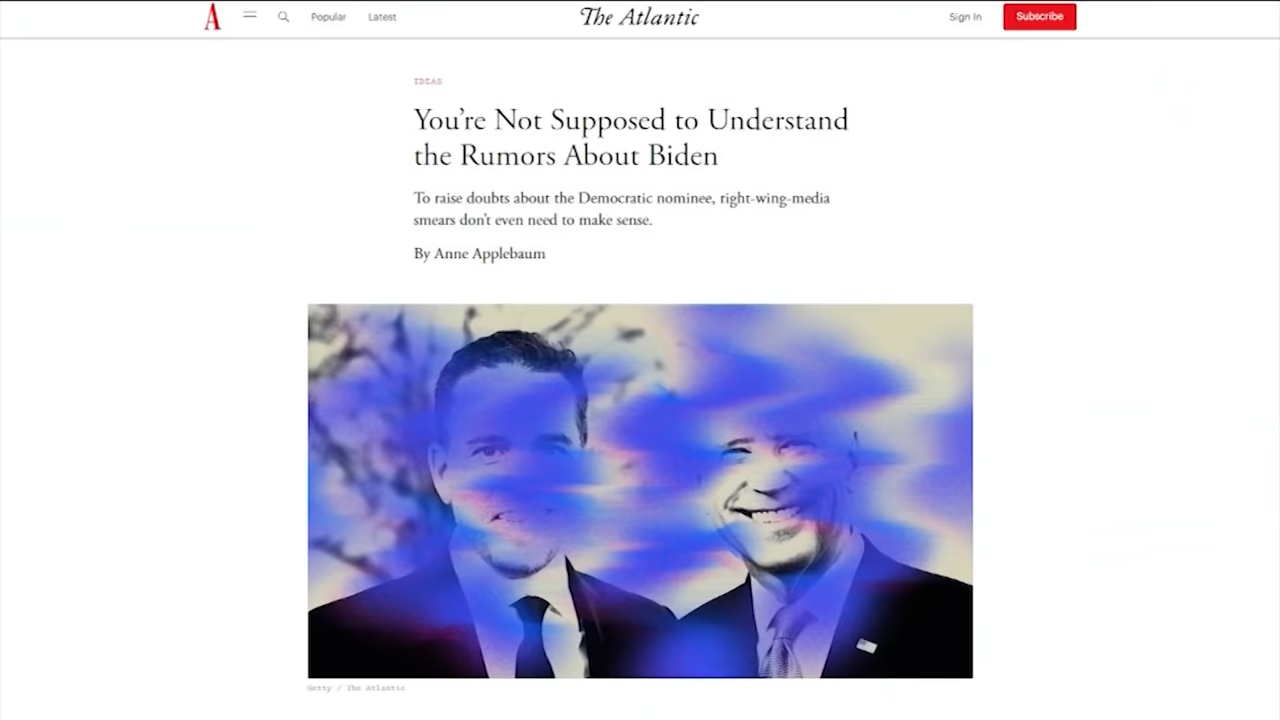 A
Popular
Latest
The Atlantic
Sign In
Subscribe
IDEAS
You're Not Supposed to Understand
the Rumors About Biden
To raise doubts about the Democratic nominee, right-wing-media
smears don't even need to make sense.
By Anne Applebaum
Getty / The Atlantic